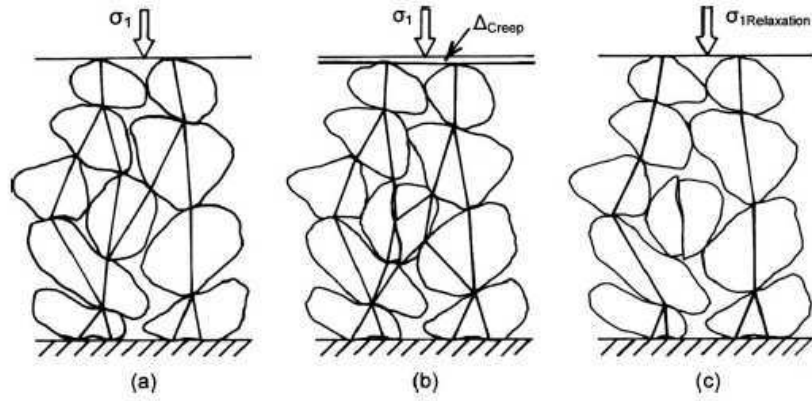 σ1
σ1
ΔCreep
σ1Relaxation
(a)
(b)
(c)